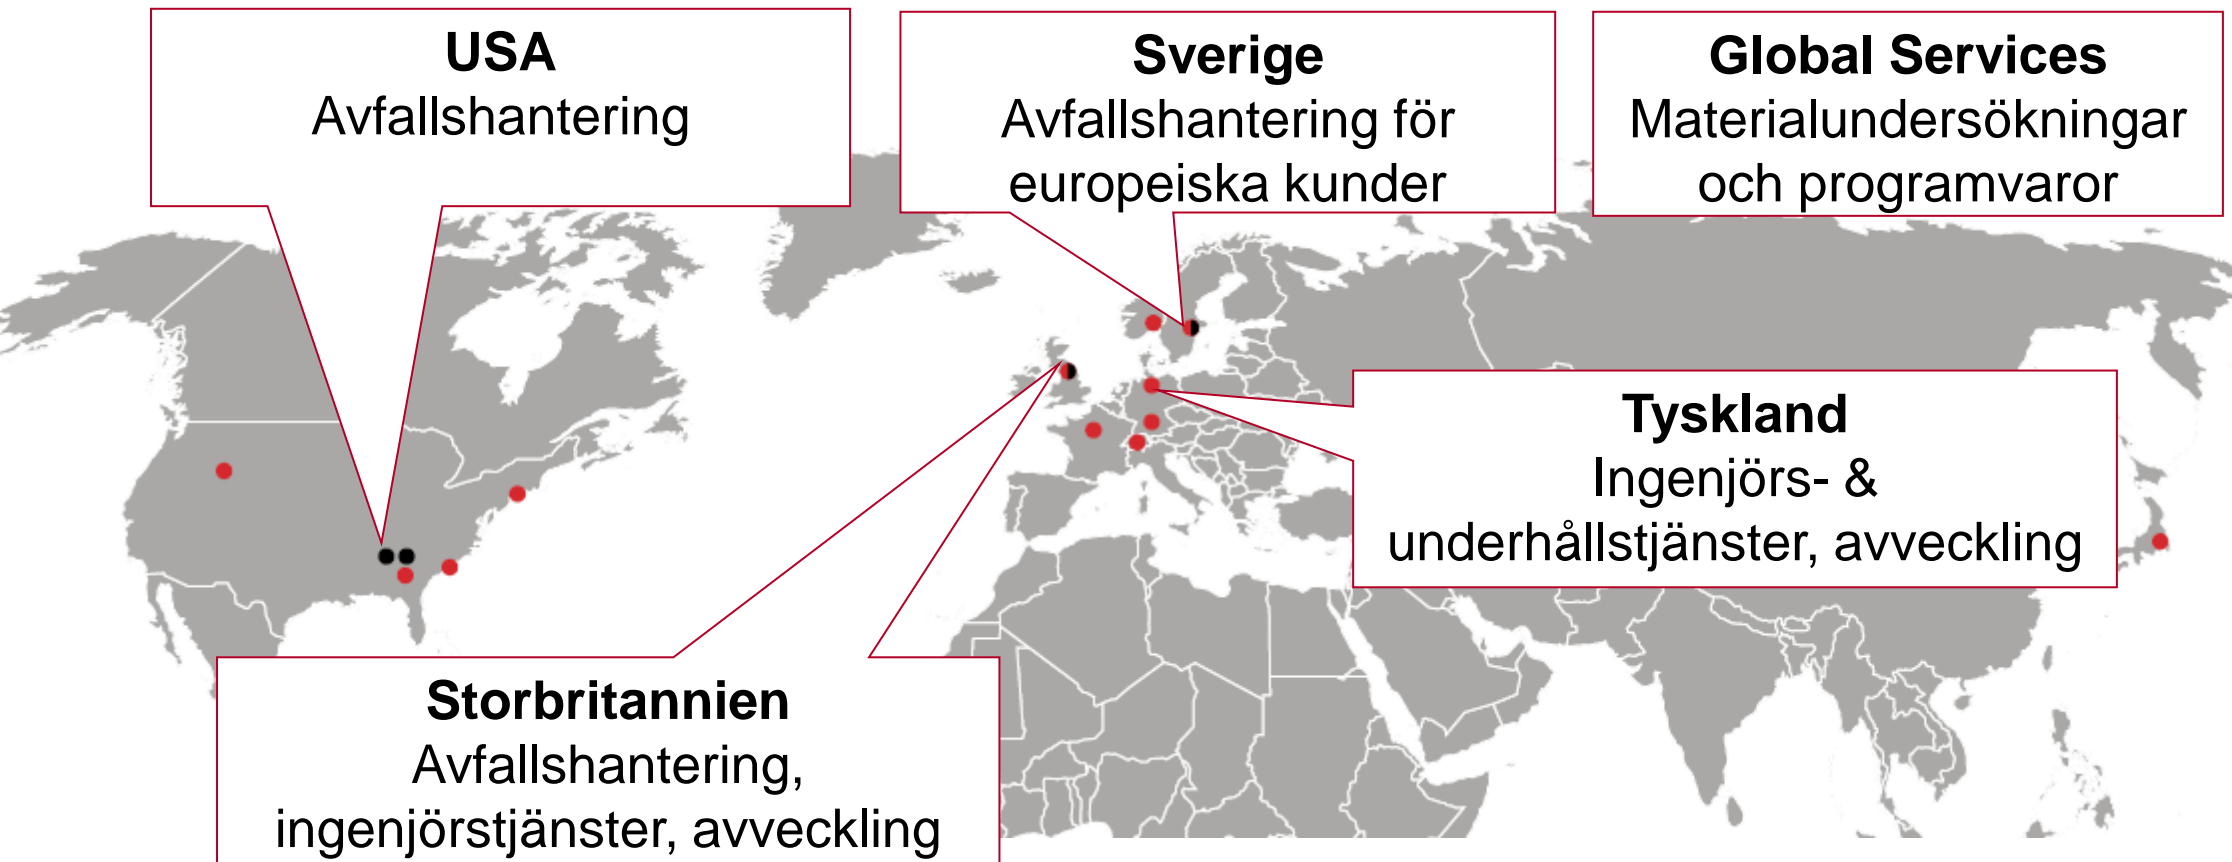 USA
Avfallshantering
Sverige
Avfallshantering för
europeiska kunder
Global Services
Materialundersökningar
och programvaror
Tyskland
Ingenjörs- &
underhållstjänster, avveckling
Storbritannien
Avfallshantering,
ingenjörstjänster, avveckling